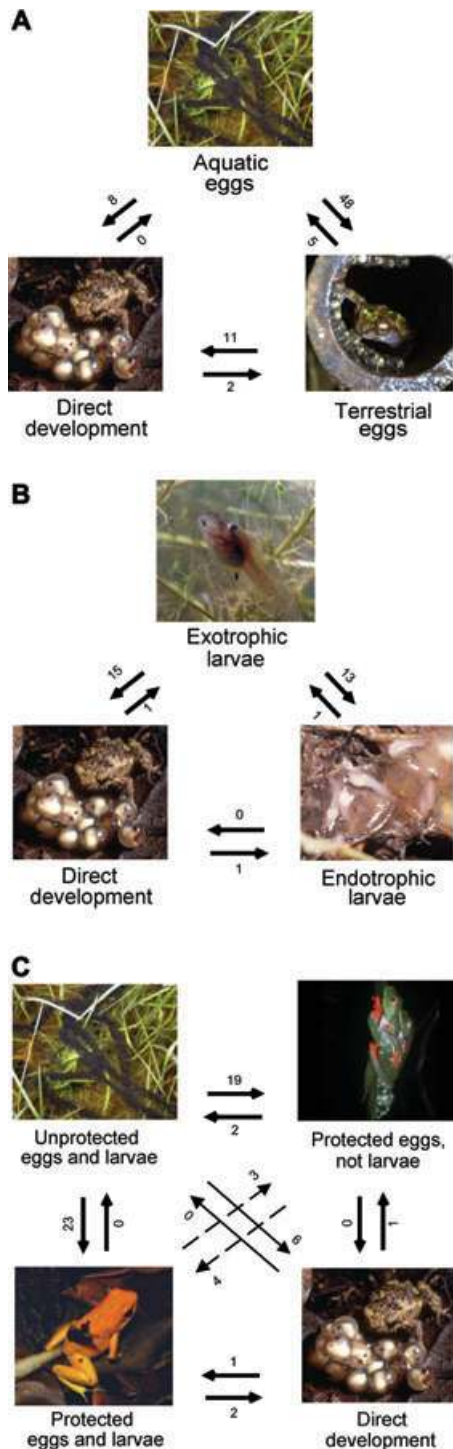 A
Aquatic
eggs
8
0
48
5
11
2
Direct
development
Terrestrial
eggs
B
Exotrophic
larvae
15
1
13
1
0
1
Direct
development
Endotrophic
larvae
C
19
2
Unprotected
eggs and larvae
Protected eggs,
not larvae
23
0
0
3
4
8
0
1
1
2
Protected
eggs and larvae
Direct
development